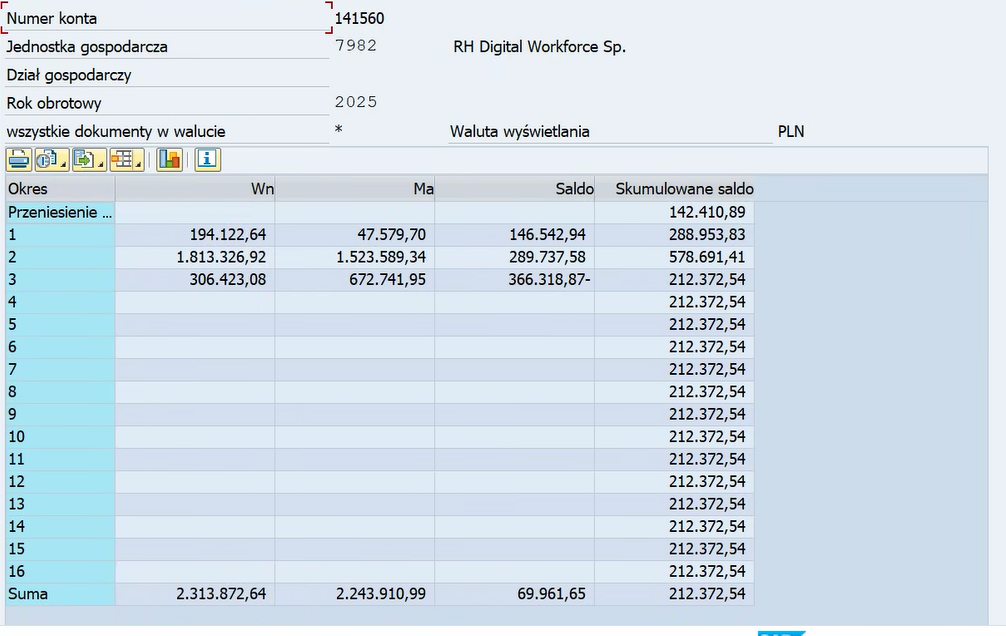 Numer konta 141560
Jednostka gospodarcza 7982 RH Digital Workforce Sp.
Dział gospodarczy
Rok obrotowy 2025
wszystkie dokumenty w walucie * Waluta wyświetlania PLN
Okres Wn Ma Saldo Skumulowane saldo
Przeniesienie ... 142.410,89
1 194.122,64 47.579,70 146.542,94 288.953,83
2 1.813.326,92 1.523.589,34 289.737,58 578.691,41
3 306.423,08 672.741,95 366.318,87- 212.372,54
4 212.372,54
5 212.372,54
6 212.372,54
7 212.372,54
8 212.372,54
9 212.372,54
10 212.372,54
11 212.372,54
12 212.372,54
13 212.372,54
14 212.372,54
15 212.372,54
16 212.372,54
Suma 2.313.872,64 2.243.910,99 69.961,65 212.372,54